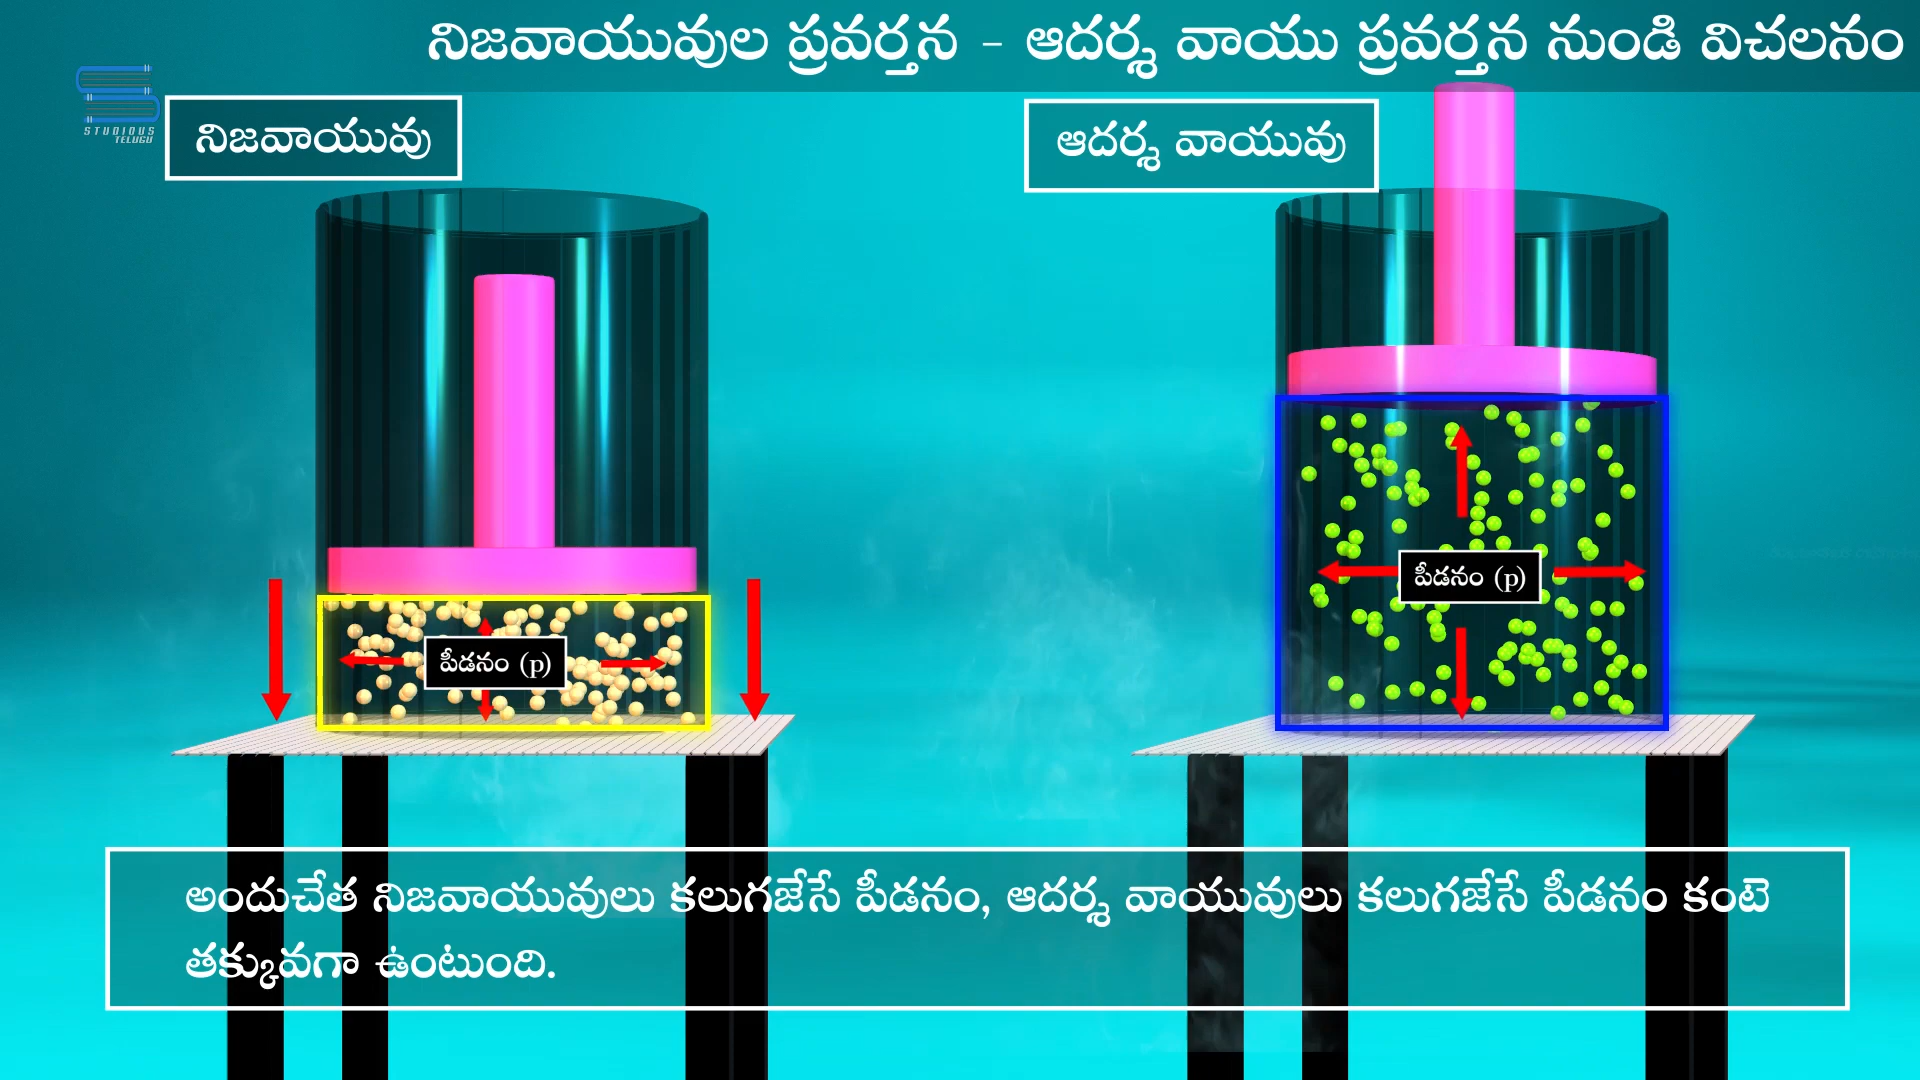 నిజవాయువుల ప్రవర్తన - ఆదర్శ వాయు ప్రవర్తన నుండి విచలనం
STUDIOUS
TELUGU
నిజవాయువు
ఆదర్శ వాయువు
పీడనం (p)
పీడనం (p)
అందుచేత నిజవాయువులు కలుగజేసే పీడనం, ఆదర్శ వాయువులు కలుగజేసే పీడనం కంటె
తక్కువగా ఉంటుంది.